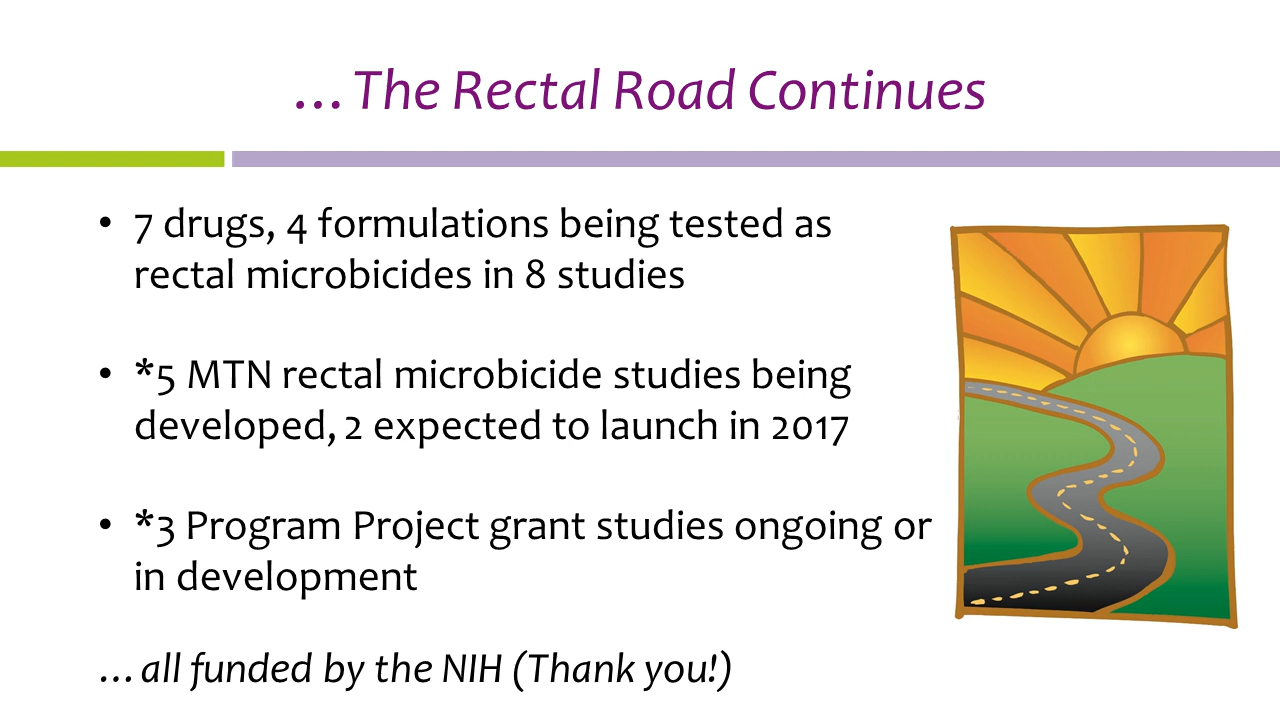 …The Rectal Road Continues
• 7 drugs, 4 formulations being tested as
rectal microbicides in 8 studies
• *5 MTN rectal microbicide studies being
developed, 2 expected to launch in 2017
• *3 Program Project grant studies ongoing or
in development
…all funded by the NIH (Thank you!)